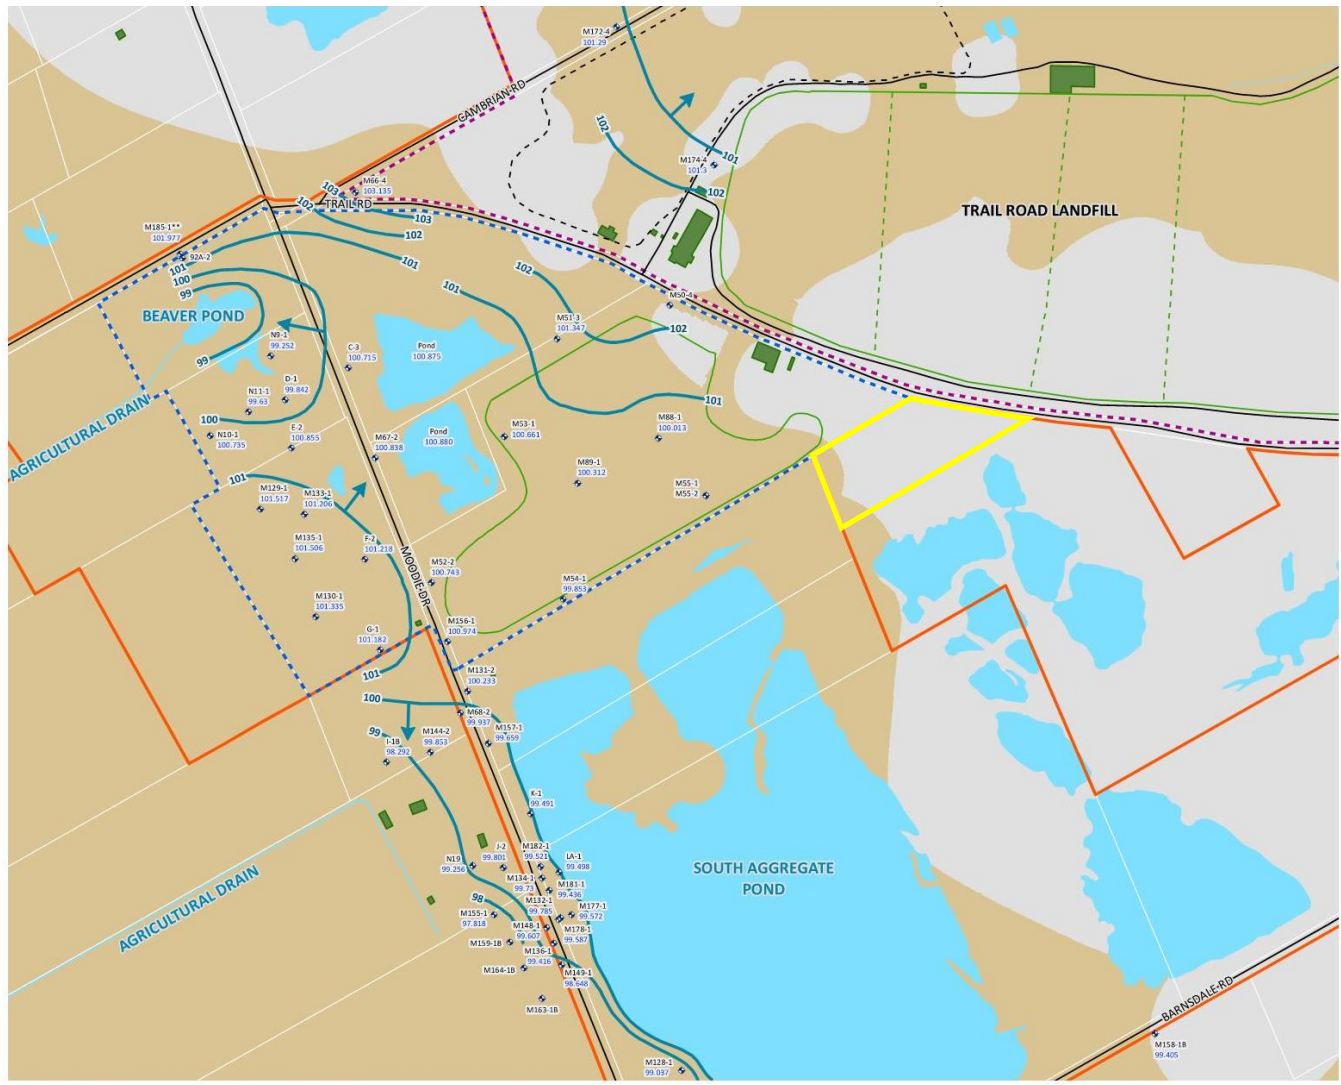 M172-4
101.29
CAMBRIAN RD
102
101
M174-4
101.3
102
TRAIL ROAD LANDFILL
M66-4
103.135
103
102
TRAIL RD
103
102
M185-1**
101.977
92A-2
101
100
99
101
101
102
M50-4
BEAVER POND
M51-3
101.347
102
N9-1
99.252
C-3
100.715
Pond
100.875
99
D-1
99.842
N11-1
99.63
101
100
AGRICULTURAL DRAIN
N10-1
100.735
E-2
100.855
M67-2
100.838
Pond
100.880
M53-1
100.661
M88-1
100.013
M89-1
100.312
M55-1
M55-2
101
M129-1
101.517
M133-1
101.206
M135-1
101.506
F-2
101.218
MOODIE DR
M52-2
100.743
M54-1
99.853
M130-1
101.335
G-1
101.182
M156-1
100.974
101
M131-2
100.233
100
M68-2
99.937
M157-1
99.659
99
I-1B
98.292
M144-2
99.853
K-1
99.491
J-2
99.801
M182-1
99.521
LA-1
99.498
N19
99.256
M134-1
99.73
M181-1
99.436
SOUTH AGGREGATE
POND
AGRICULTURAL DRAIN
98
M132-1
99.785
M177-1
99.572
M155-1
97.818
M148-1
99.607
M178-1
99.587
M159-1B
M136-1
99.416
M164-1B
M149-1
98.648
M163-1B
BARNSDALE RD
M158-1B
99.405
M128-1
99.037